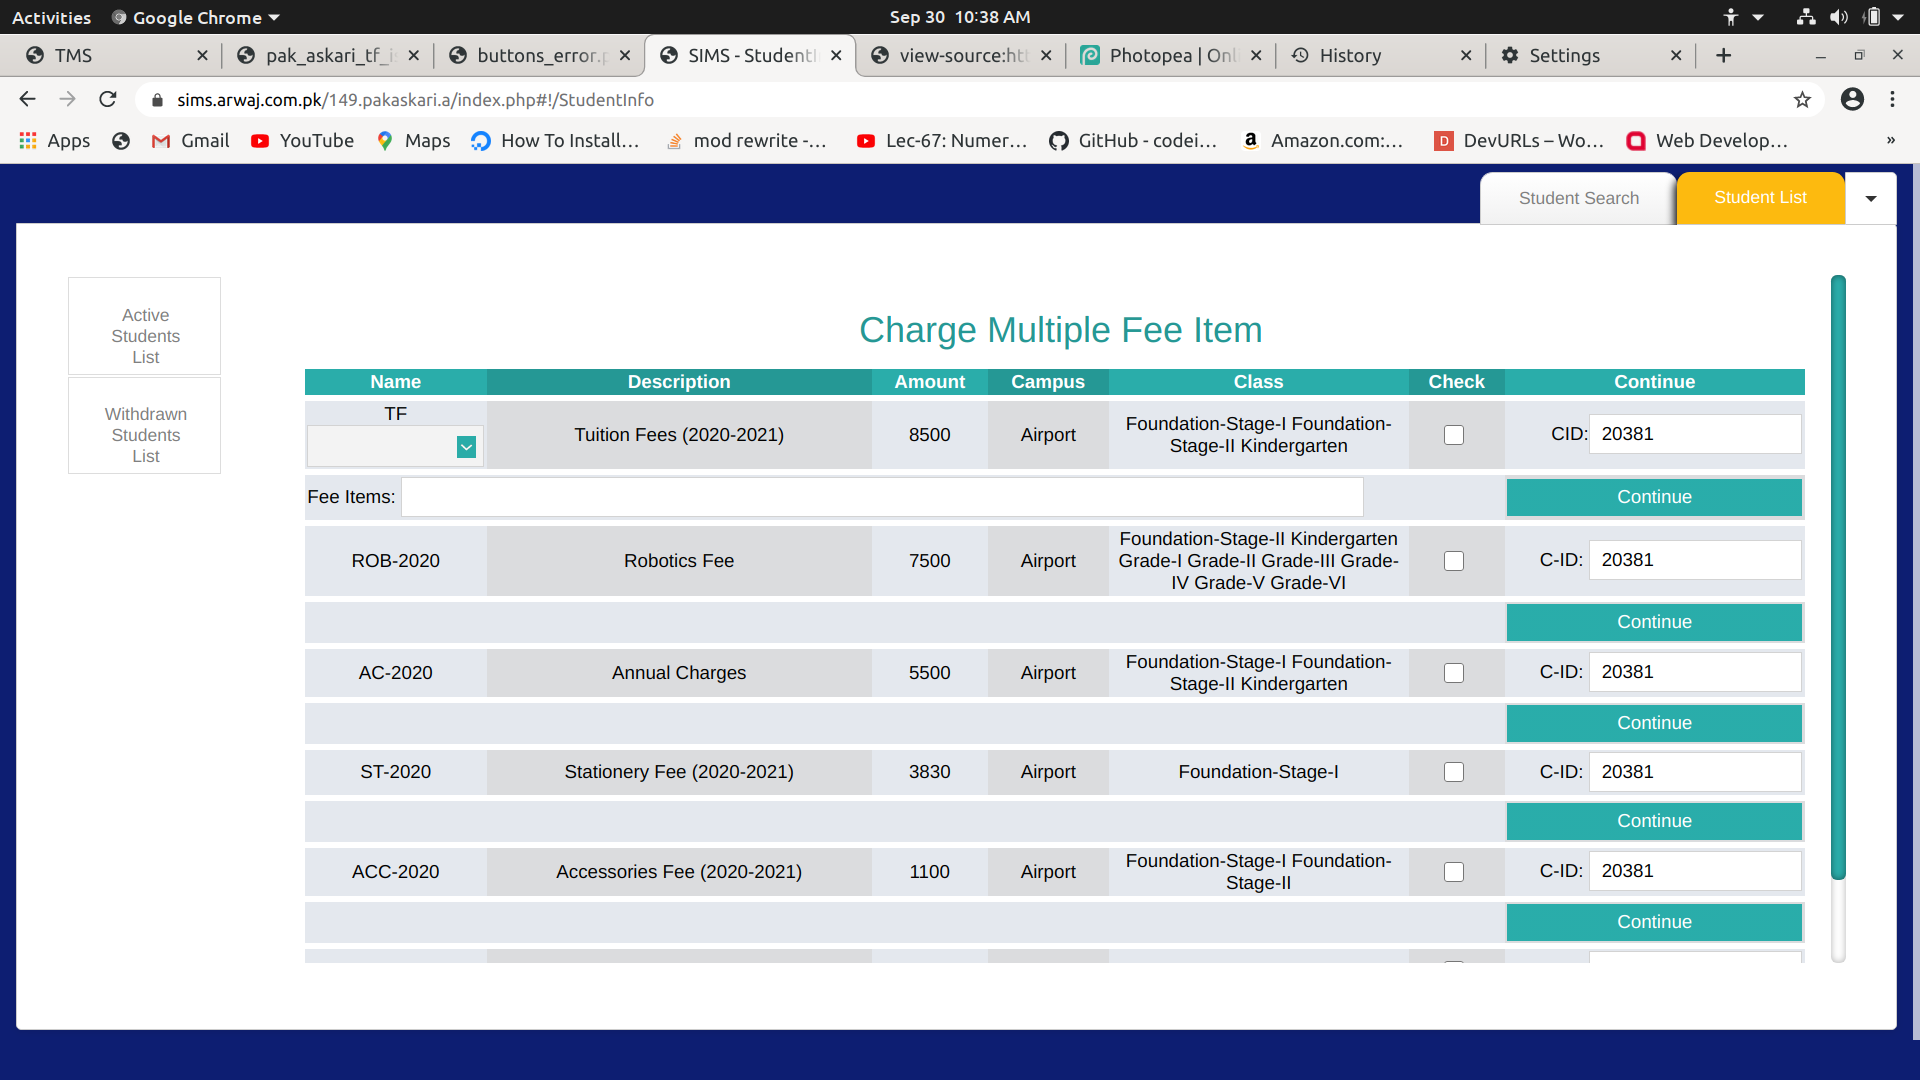 Activities Google Chrome Sep 30 10:38 AM
TMS pak_askari_tf_is buttons_error.p SIMS - StudentI view-source:htt Photopea | Onli History Settings
sims.arwaj.com.pk/149.pakaskari.a/index.php#!/StudentInfo
Apps Gmail YouTube Maps How To Install... mod rewrite -... Lec-67: Numer... GitHub - codei... Amazon.com:... D DevURLs – Wo... Web Develop... »
Student Search Student List
Active
Students
List
Withdrawn
Students
List
Charge Multiple Fee Item
Name Description Amount Campus Class Check Continue
TF Tuition Fees (2020-2021) 8500 Airport Foundation-Stage-I Foundation-
Stage-II Kindergarten CID: 20381
Fee Items: Continue
ROB-2020 Robotics Fee 7500 Airport Foundation-Stage-II Kindergarten
Grade-I Grade-II Grade-III Grade-
IV Grade-V Grade-VI C-ID: 20381
Continue
AC-2020 Annual Charges 5500 Airport Foundation-Stage-I Foundation-
Stage-II Kindergarten C-ID: 20381
Continue
ST-2020 Stationery Fee (2020-2021) 3830 Airport Foundation-Stage-I C-ID: 20381
Continue
ACC-2020 Accessories Fee (2020-2021) 1100 Airport Foundation-Stage-I Foundation-
Stage-II C-ID: 20381
Continue